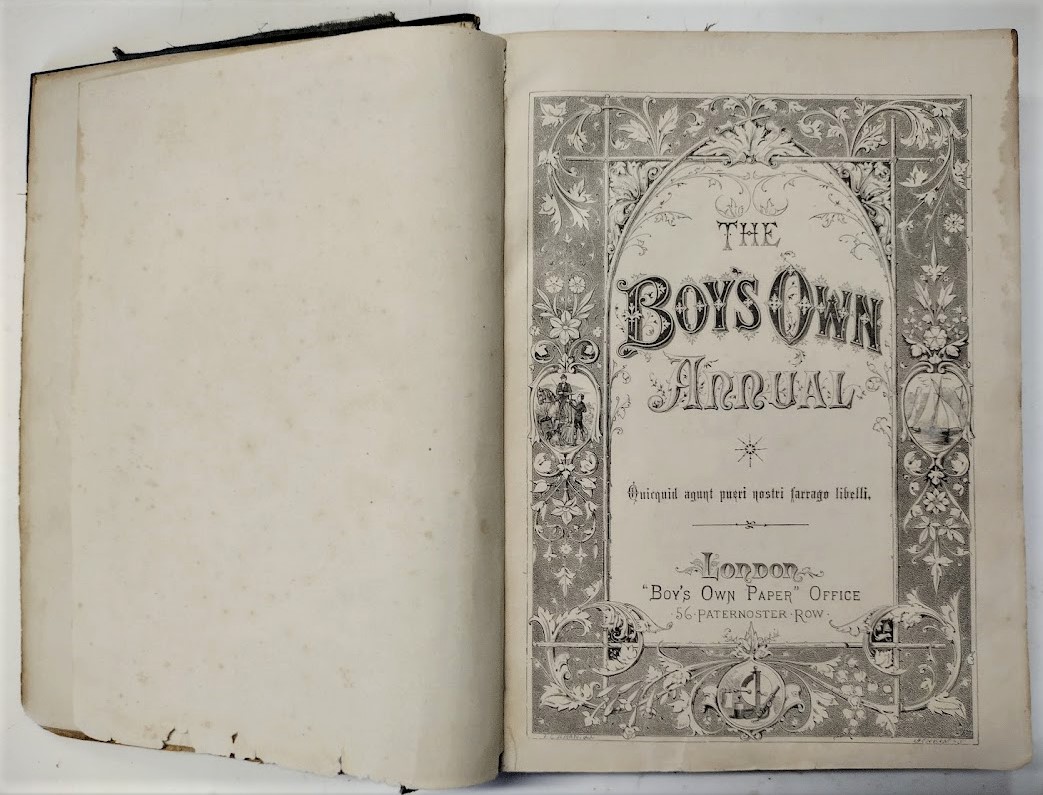 THE
BOY'S OWN
ANNUAL
Quicquid agunt pueri nostri farrago libelli.
LONDON
"BOY'S OWN PAPER" OFFICE
56·PATERNOSTER·ROW·